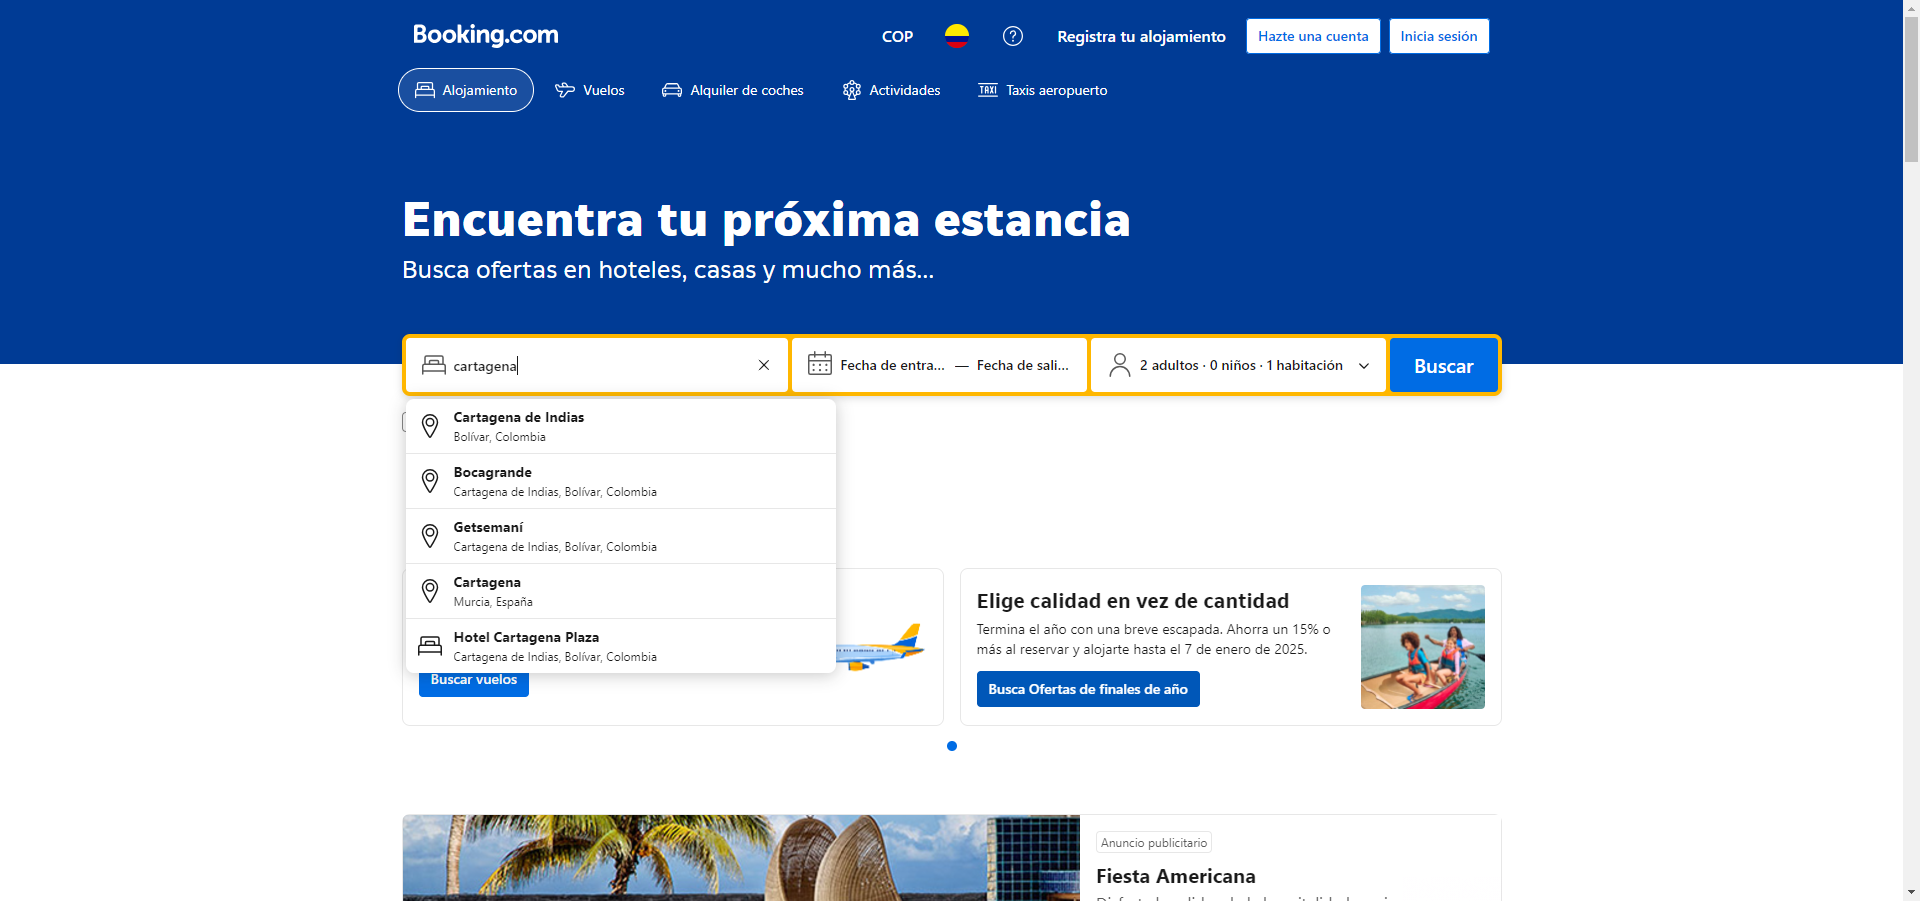 Booking.com
COP
Registra tu alojamiento
Hazte una cuenta
Inicia sesión
Alojamiento
Vuelos
Alquiler de coches
Actividades
TAXI
Taxis aeropuerto
Encuentra tu próxima estancia
Busca ofertas en hoteles, casas y mucho más...
cartagena
Fecha de entra... — Fecha de sali...
2 adultos · 0 niños · 1 habitación
Buscar
Cartagena de Indias
Bolívar, Colombia
Bocagrande
Cartagena de Indias, Bolívar, Colombia
Getsemaní
Cartagena de Indias, Bolívar, Colombia
Cartagena
Murcia, España
Hotel Cartagena Plaza
Cartagena de Indias, Bolívar, Colombia
Buscar vuelos
Elige calidad en vez de cantidad
Termina el año con una breve escapada. Ahorra un 15% o
más al reservar y alojarte hasta el 7 de enero de 2025.
Busca Ofertas de finales de año
Anuncio publicitario
Fiesta Americana